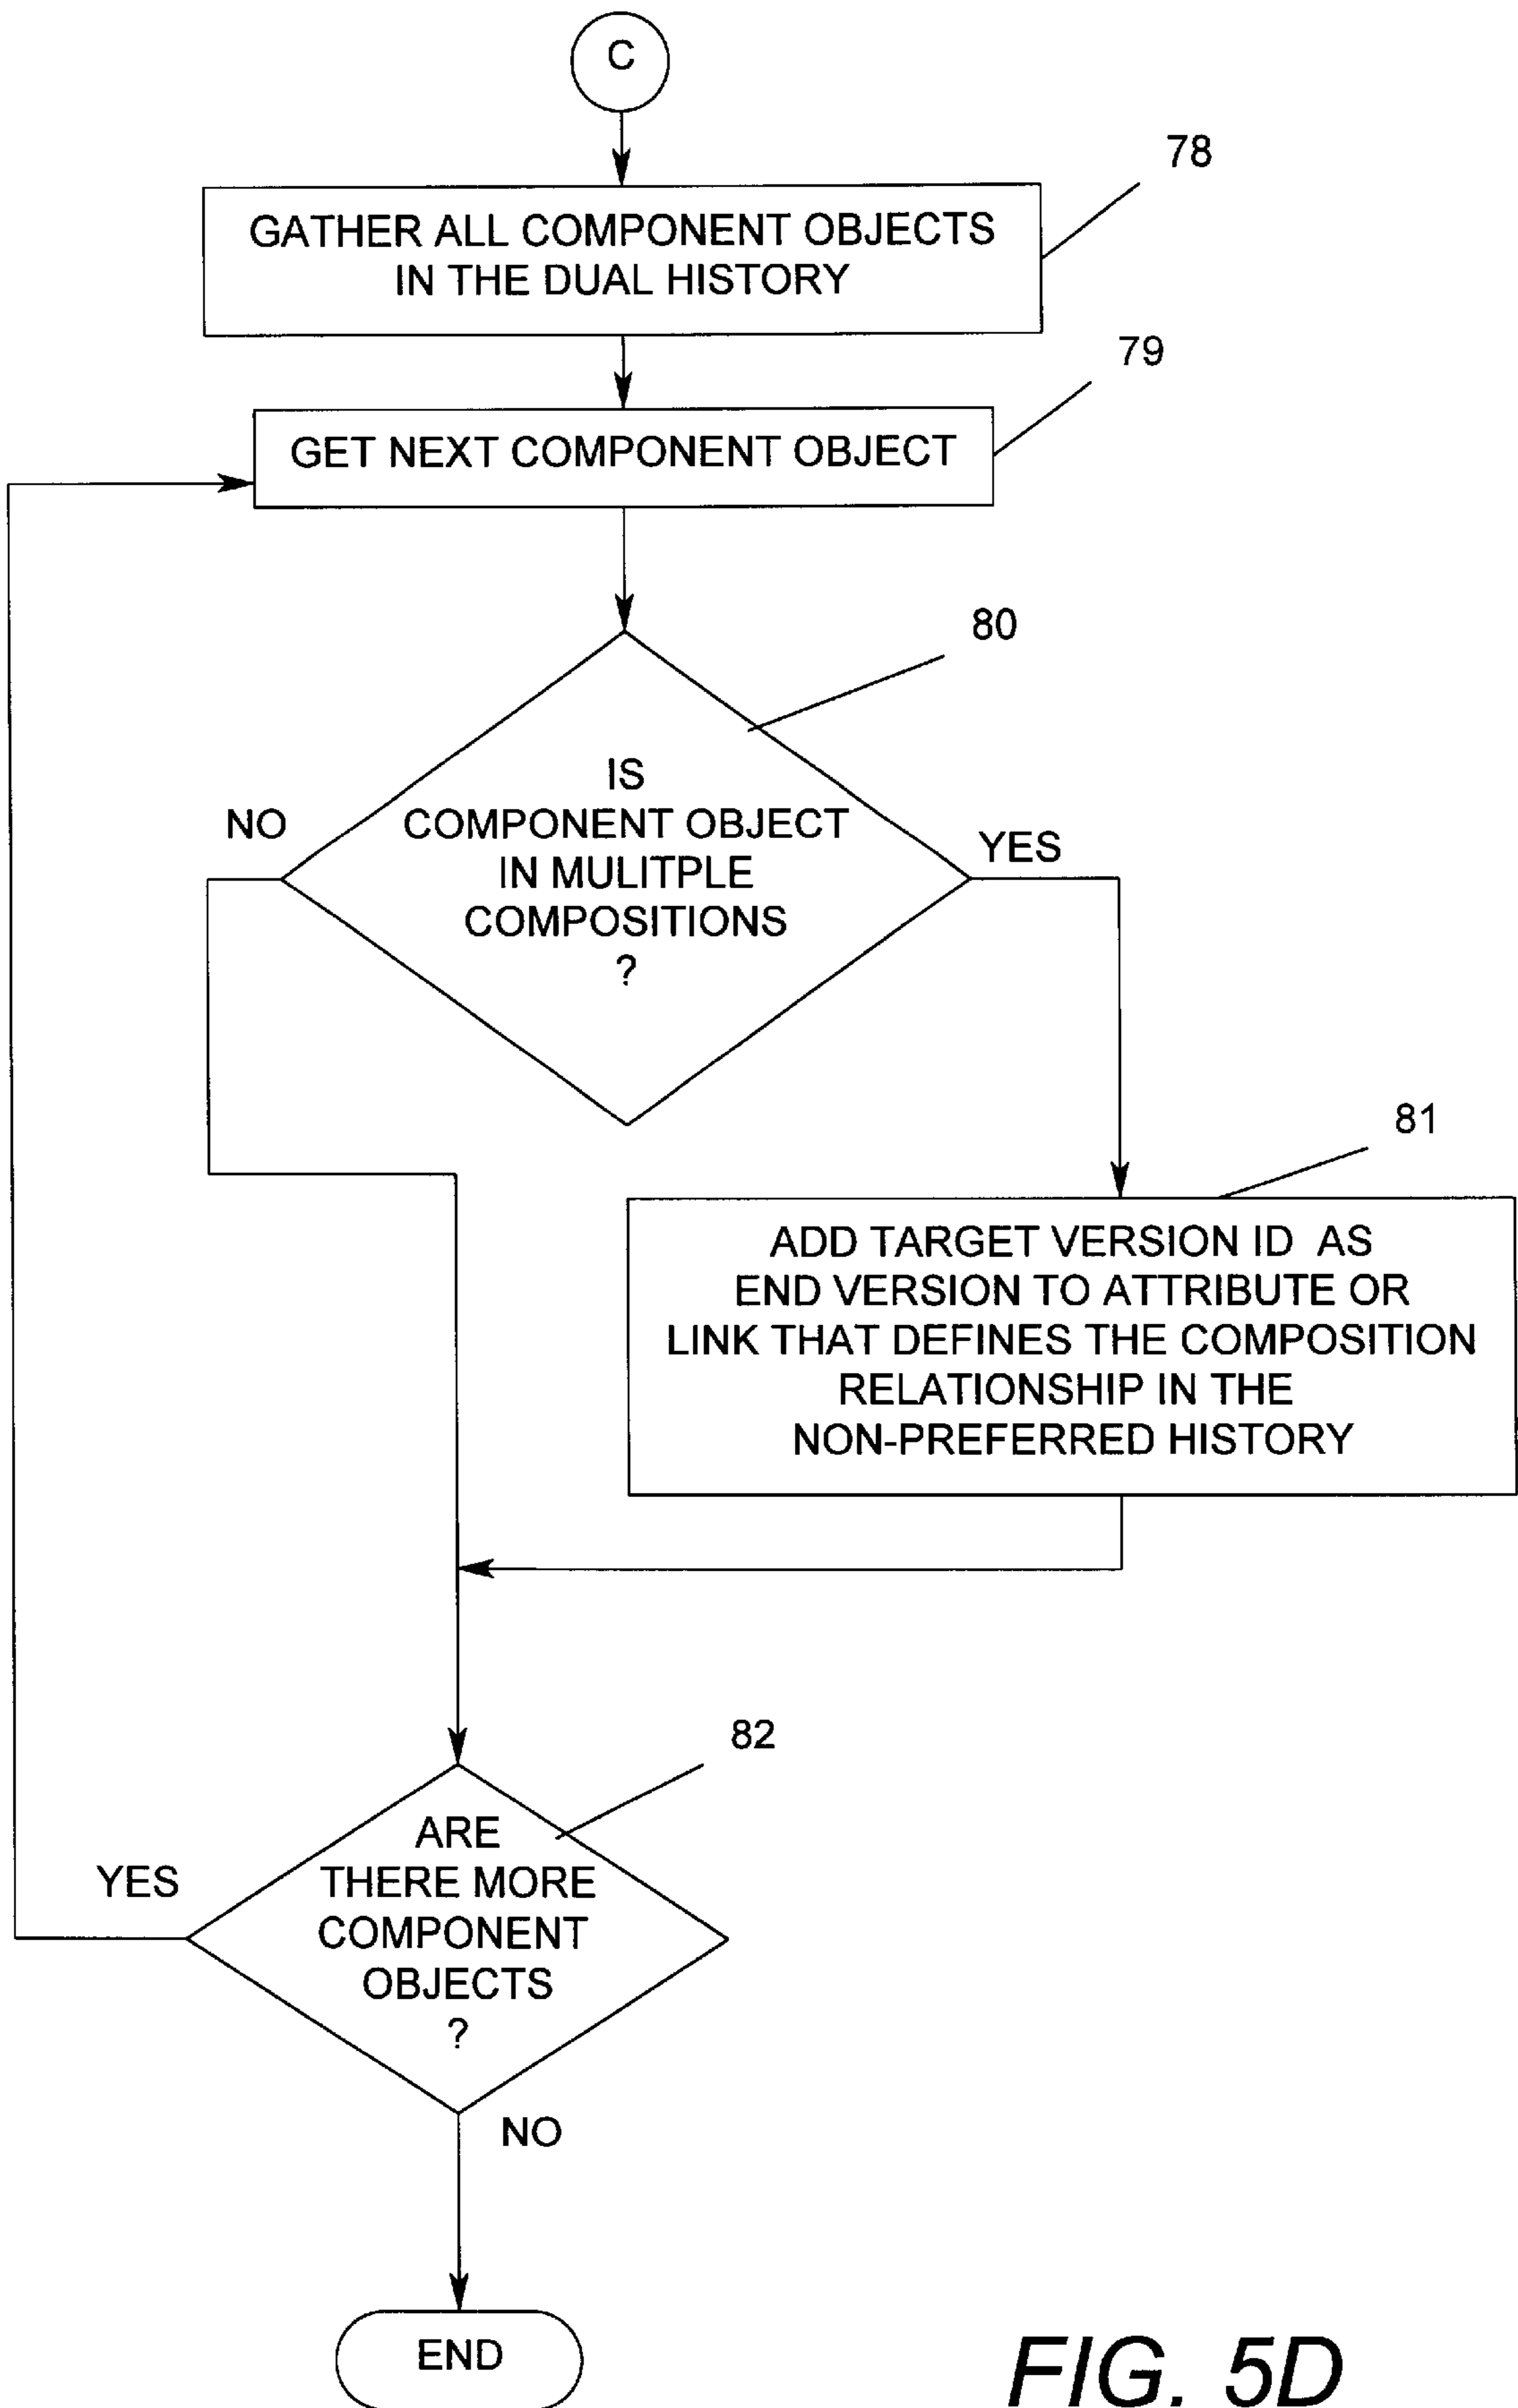 C
78
GATHER ALL COMPONENT OBJECTS
IN THE DUAL HISTORY
79
GET NEXT COMPONENT OBJECT
80
IS
COMPONENT OBJECT
IN MULITPLE
COMPOSITIONS
?
NO
YES
81
ADD TARGET VERSION ID AS
END VERSION TO ATTRIBUTE OR
LINK THAT DEFINES THE COMPOSITION
RELATIONSHIP IN THE
NON-PREFERRED HISTORY
82
ARE
THERE MORE
COMPONENT
OBJECTS
?
YES
NO
END
FIG. 5D